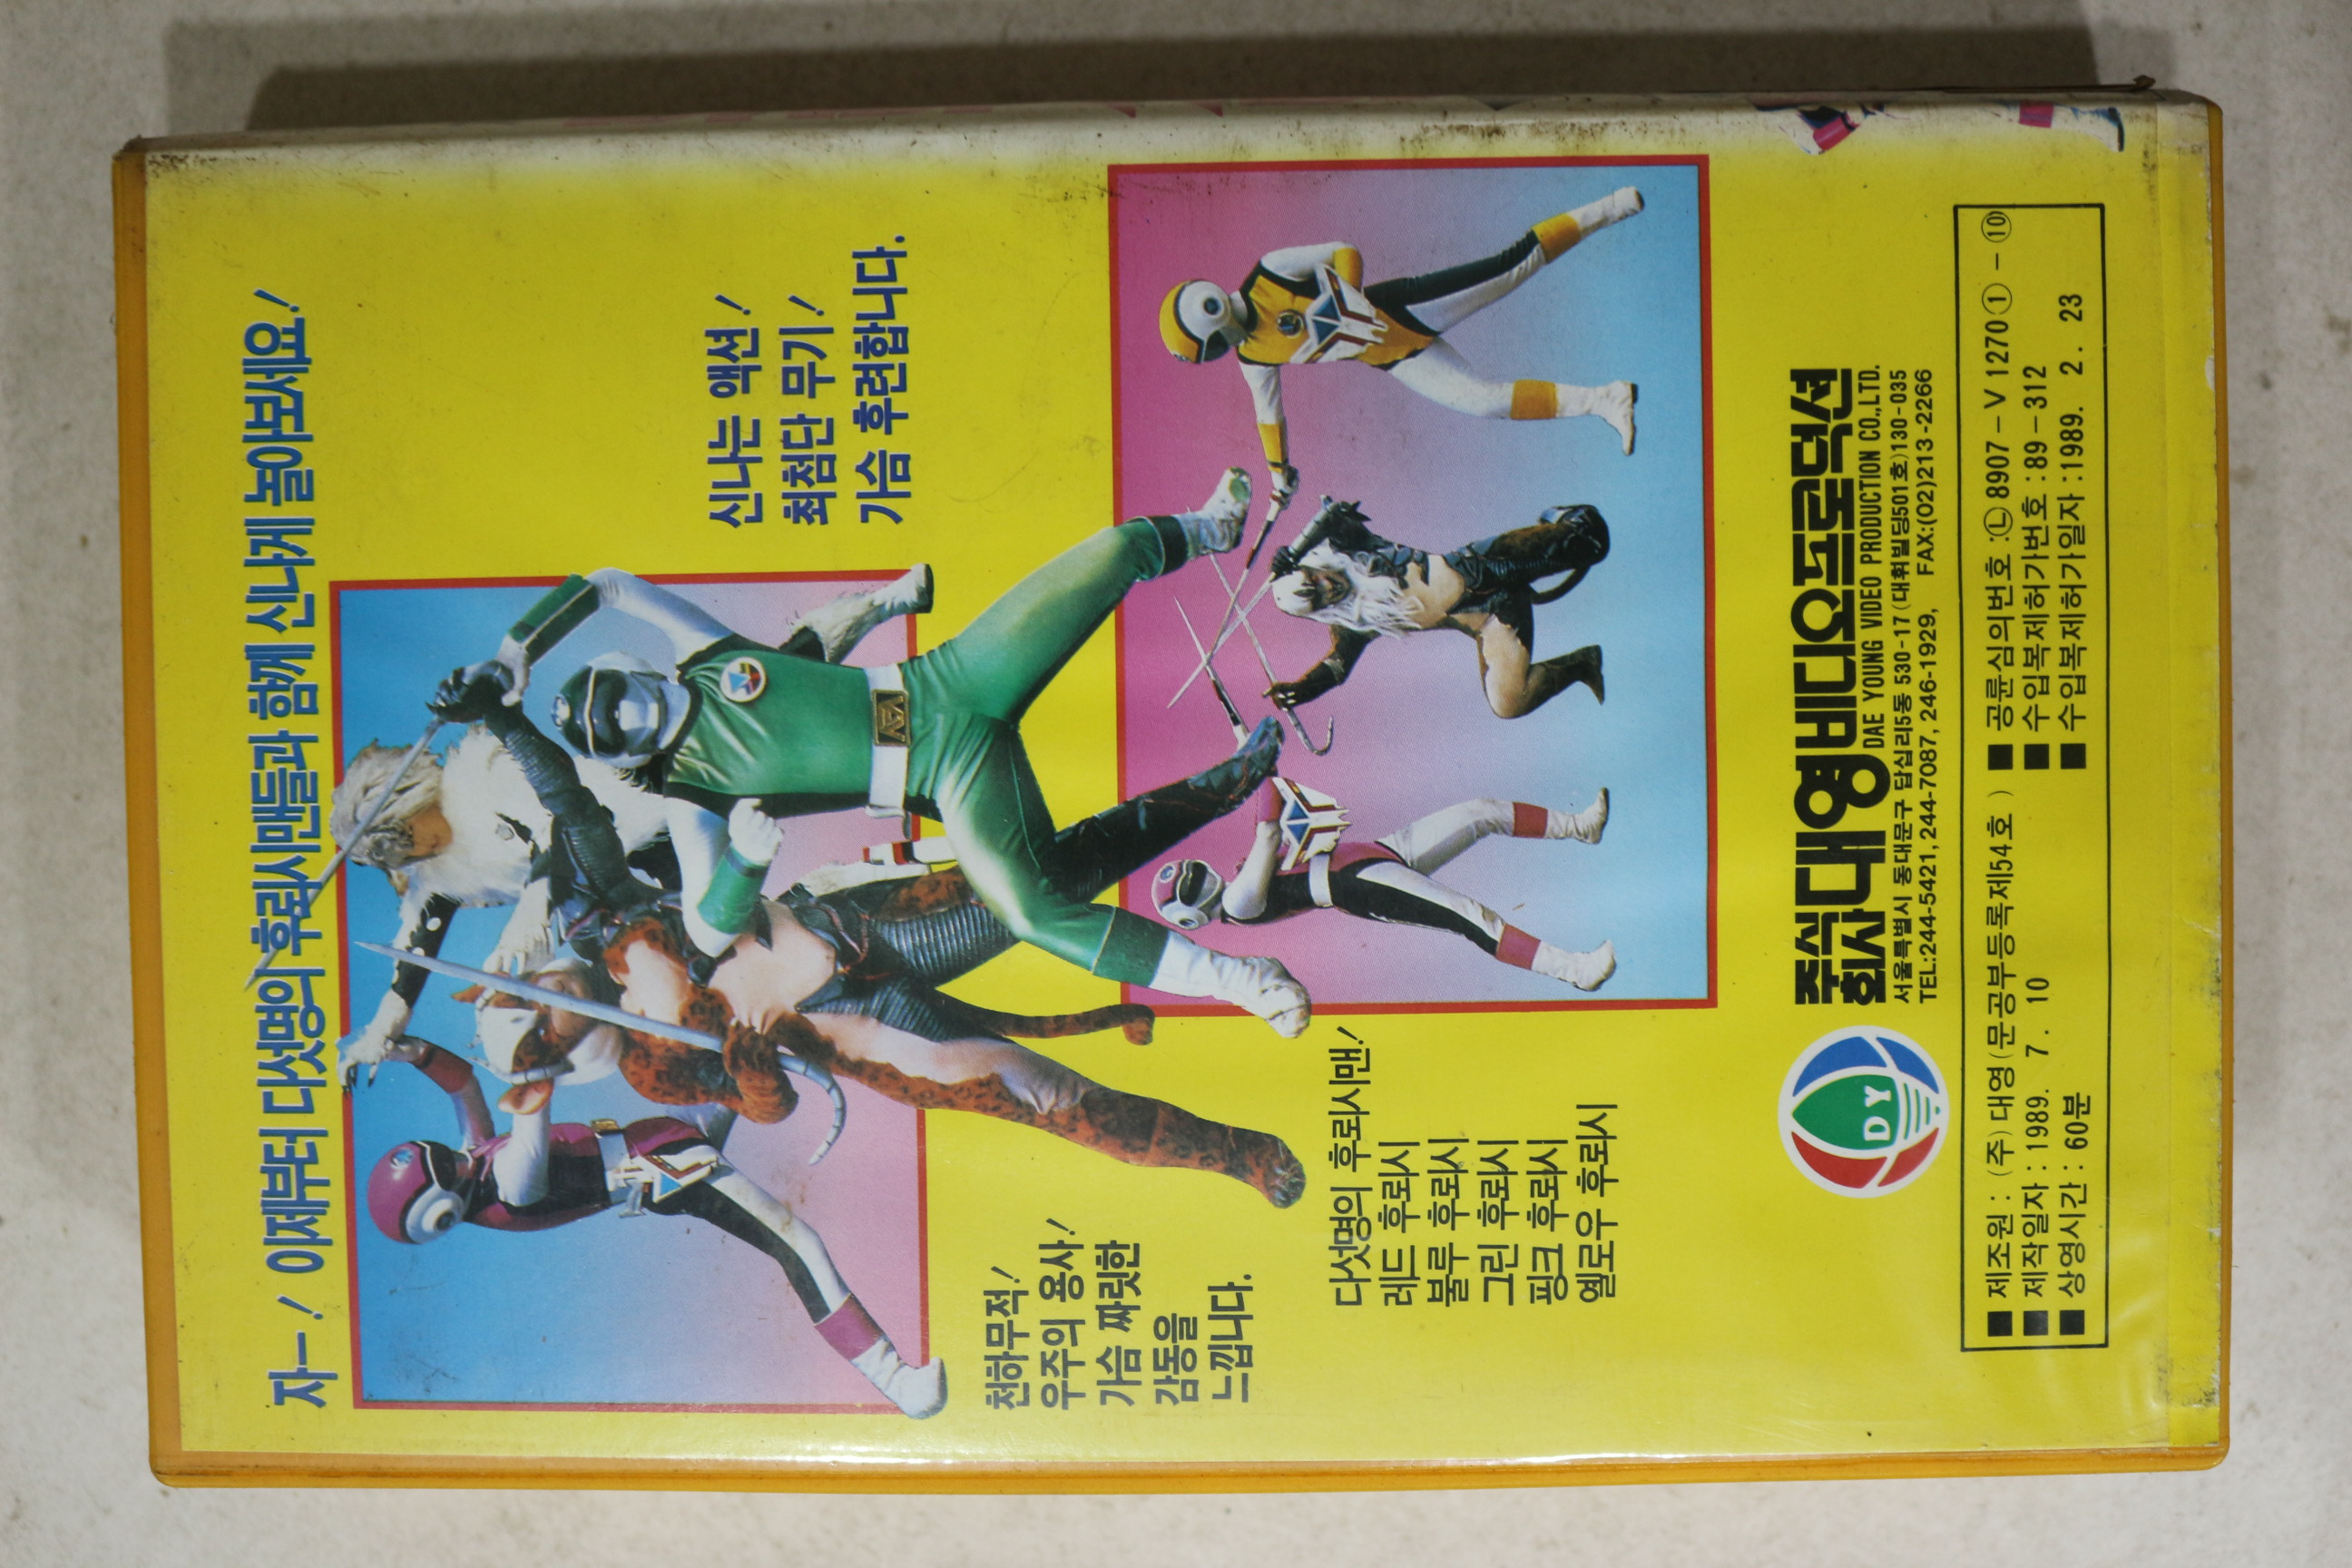 자—! 이제부터 다섯명의 후뢰시맨들과 함께 신나게 놀아보세요!
신나는 액션!
최첨단 무기!
가슴 후련합니다.
천하무적!
우주의 용사!
가슴 짜릿한
감동을
느낍니다.
다섯명의 후뢰시맨!
레드 후뢰시
블루 후뢰시
그린 후뢰시
핑크 후뢰시
옐로우 후뢰시
DY
주식회사 대영비디오프로덕션
DAE YOUNG VIDEO PRODUCTION CO.,LTD.
서울특별시 동대문구 답십리5동 530-17 (대휘빌딩501호) 130-035
TEL:244-5421, 244-7087, 246-1929, FAX:(02)213-2266
■ 제조원 : (주) 대영 (문공부등록제54호 )
■ 제작일자 : 1989. 7. 10
■ 상영시간 : 60분
■ 공륜심의번호 :Ⓛ 8907-V 1270① - ⑩
■ 수입복제허가번호 : 89-312
■ 수입복제허가일자 : 1989. 2. 23